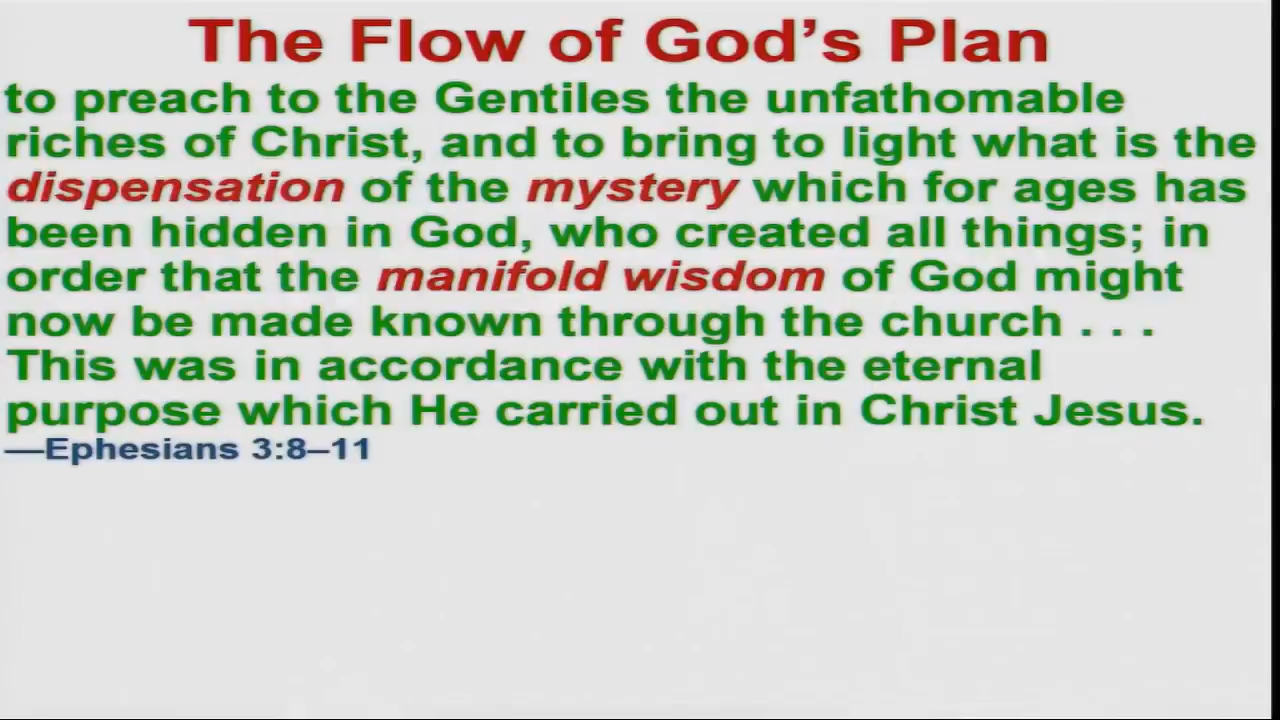 The Flow of God’s Plan
to preach to the Gentiles the unfathomable
riches of Christ, and to bring to light what is the
dispensation of the mystery which for ages has
been hidden in God, who created all things; in
order that the manifold wisdom of God might
now be made known through the church . . .
This was in accordance with the eternal
purpose which He carried out in Christ Jesus.
—Ephesians 3:8–11